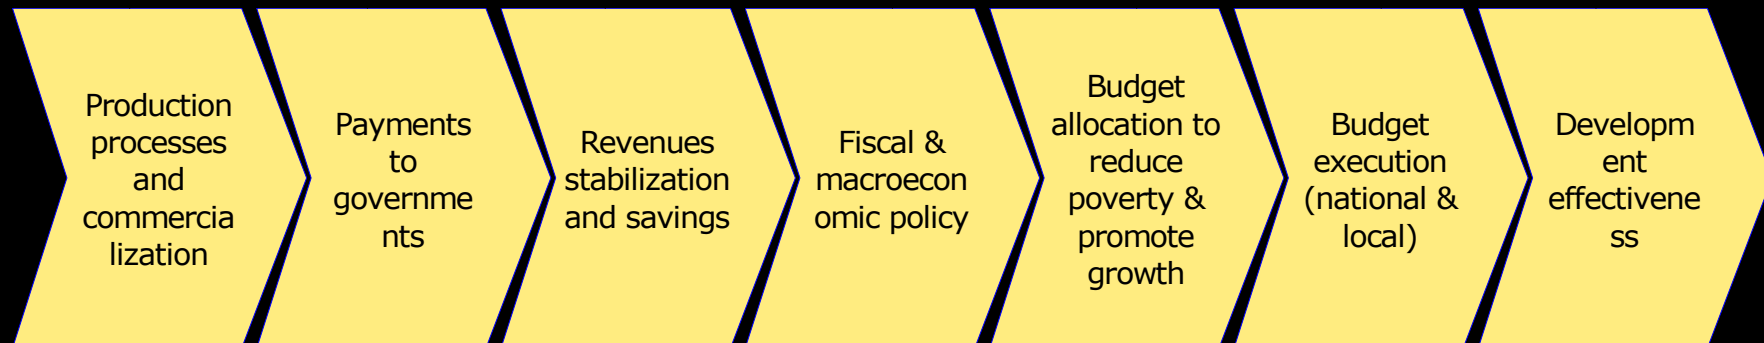 Production
processes
and
commercia
lization
Payments
to
governme
nts
Revenues
stabilization
and savings
Fiscal &
macroecon
omic policy
Budget
allocation to
reduce
poverty &
promote
growth
Budget
execution
(national &
local)
Developm
ent
effectivene
ss